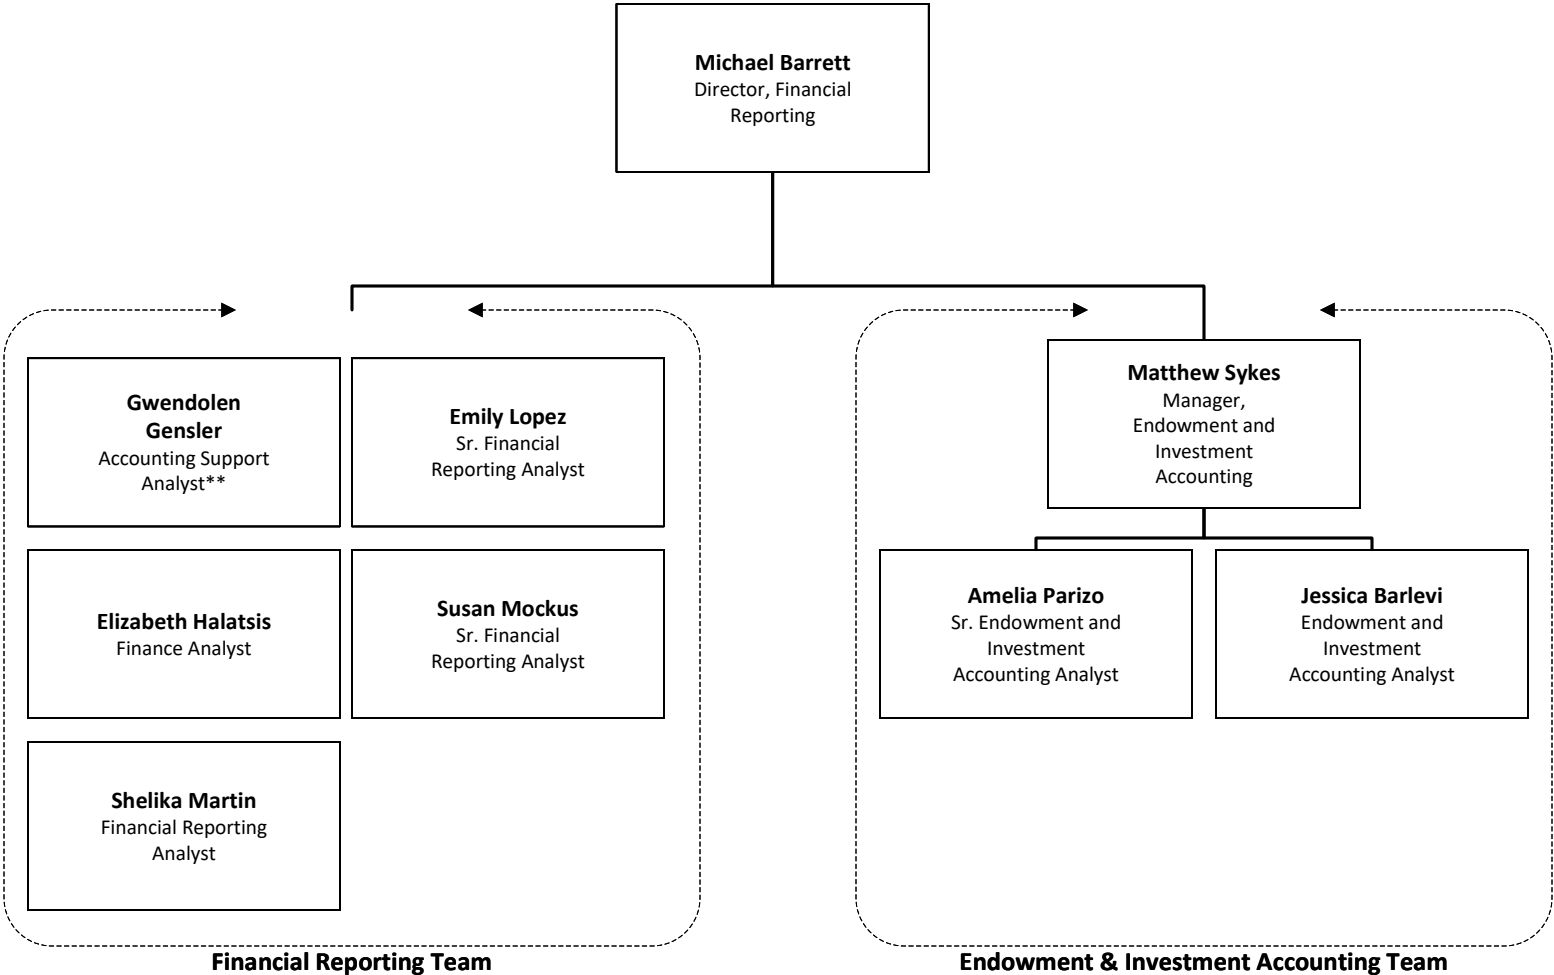 Michael Barrett
Director, Financial
Reporting
Gwendolen
Gensler
Accounting Support
Analyst**
Emily Lopez
Sr. Financial
Reporting Analyst
Elizabeth Halatsis
Finance Analyst
Susan Mockus
Sr. Financial
Reporting Analyst
Shelika Martin
Financial Reporting
Analyst
Financial Reporting Team
Matthew Sykes
Manager,
Endowment and
Investment
Accounting
Amelia Parizo
Sr. Endowment and
Investment
Accounting Analyst
Jessica Barlevi
Endowment and
Investment
Accounting Analyst
Endowment & Investment Accounting Team